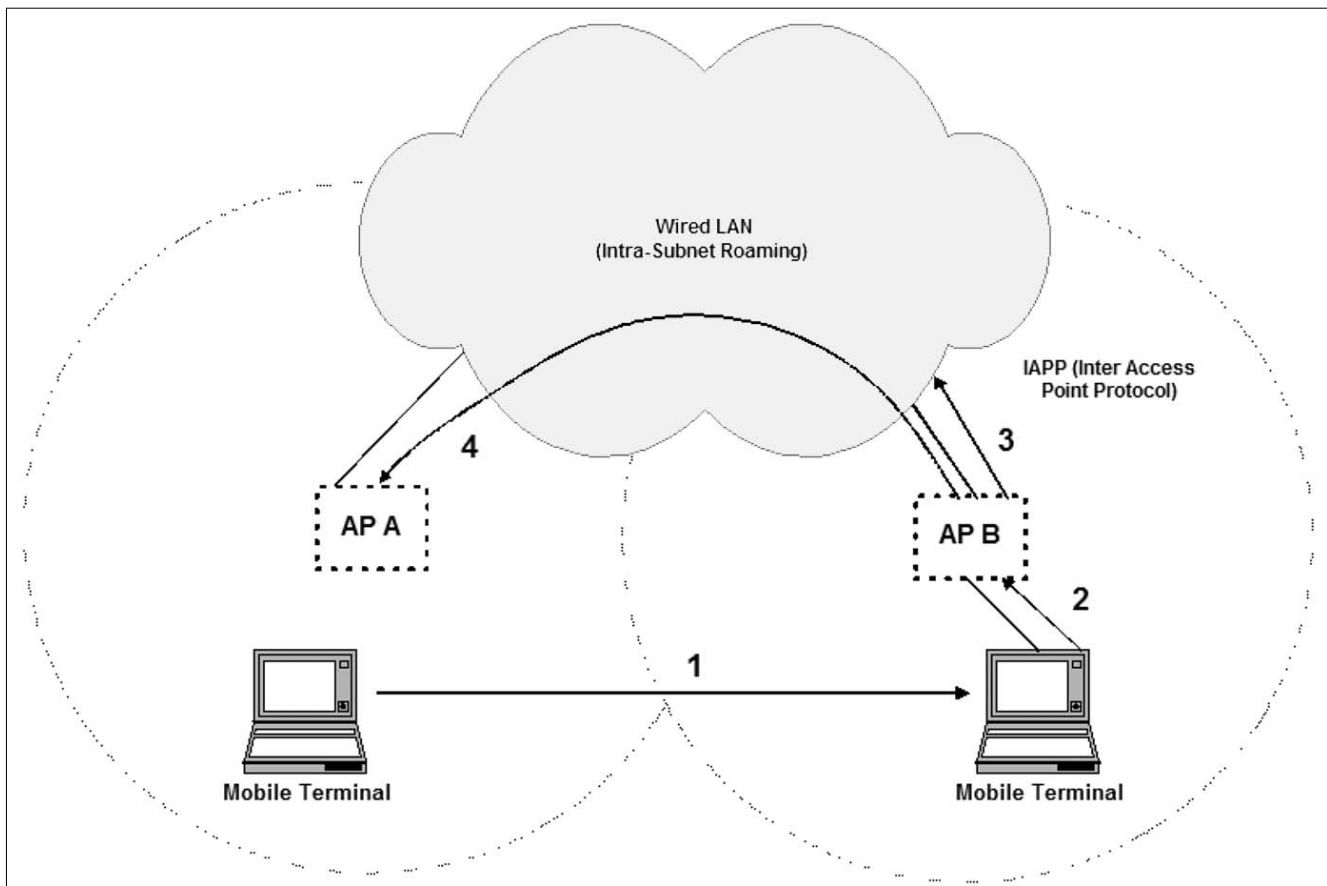 Wired LAN
(Intra-Subnet Roaming)
IAPP (Inter Access
Point Protocol)
3
4
AP A
AP B
2
1
Mobile Terminal
Mobile Terminal